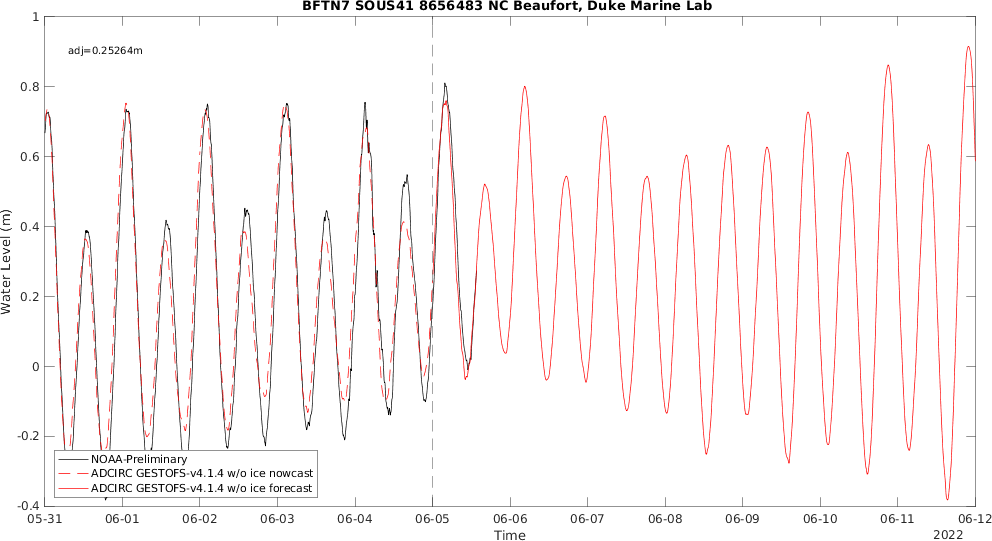 BFTN7 SOUS41 8656483 NC Beaufort, Duke Marine Lab
adj=0.25264m
Water Level (m)
1
0.8
0.6
0.4
0.2
0
-0.2
-0.4
NOAA-Preliminary
ADCIRC GESTOFS-v4.1.4 w/o ice nowcast
ADCIRC GESTOFS-v4.1.4 w/o ice forecast
05-31 06-01 06-02 06-03 06-04 06-05 06-06 06-07 06-08 06-09 06-10 06-11 06-12
Time
2022